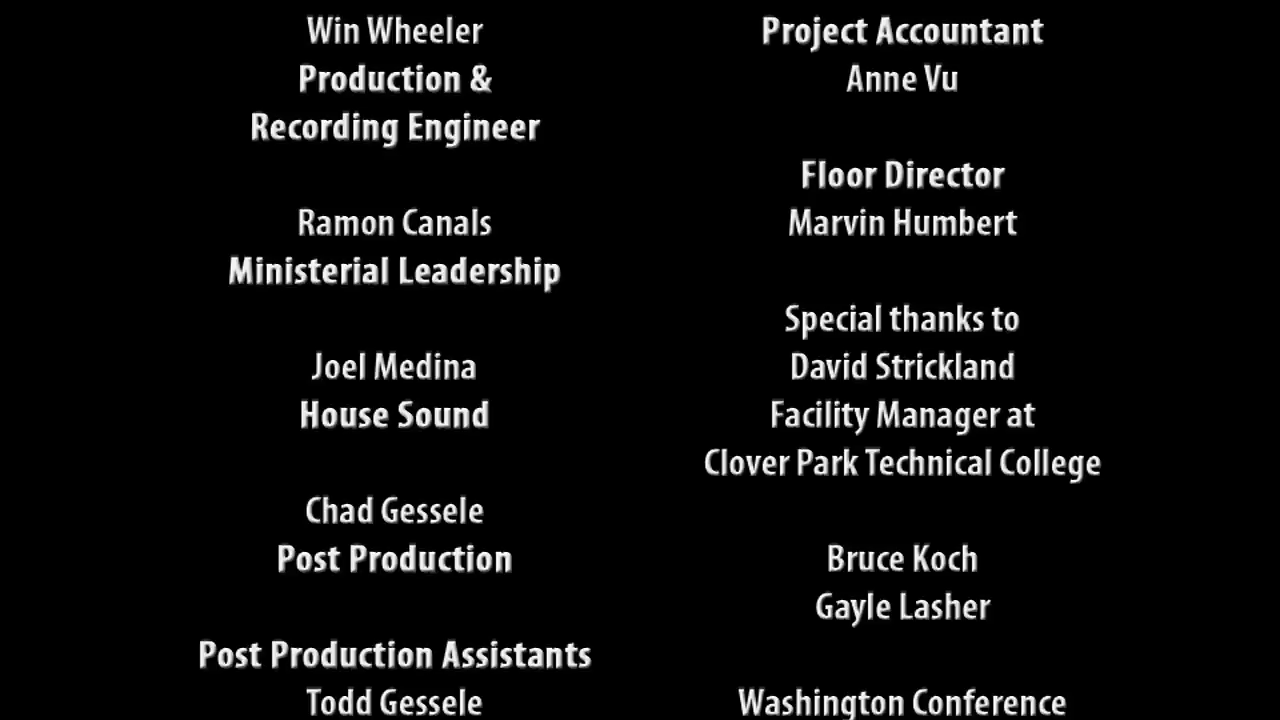 Win Wheeler
Production &
Recording Engineer
Ramon Canals
Ministerial Leadership
Joel Medina
House Sound
Chad Gessele
Post Production
Post Production Assistants
Todd Gessele
Project Accountant
Anne Vu
Floor Director
Marvin Humbert
Special thanks to
David Strickland
Facility Manager at
Clover Park Technical College
Bruce Koch
Gayle Lasher
Washington Conference